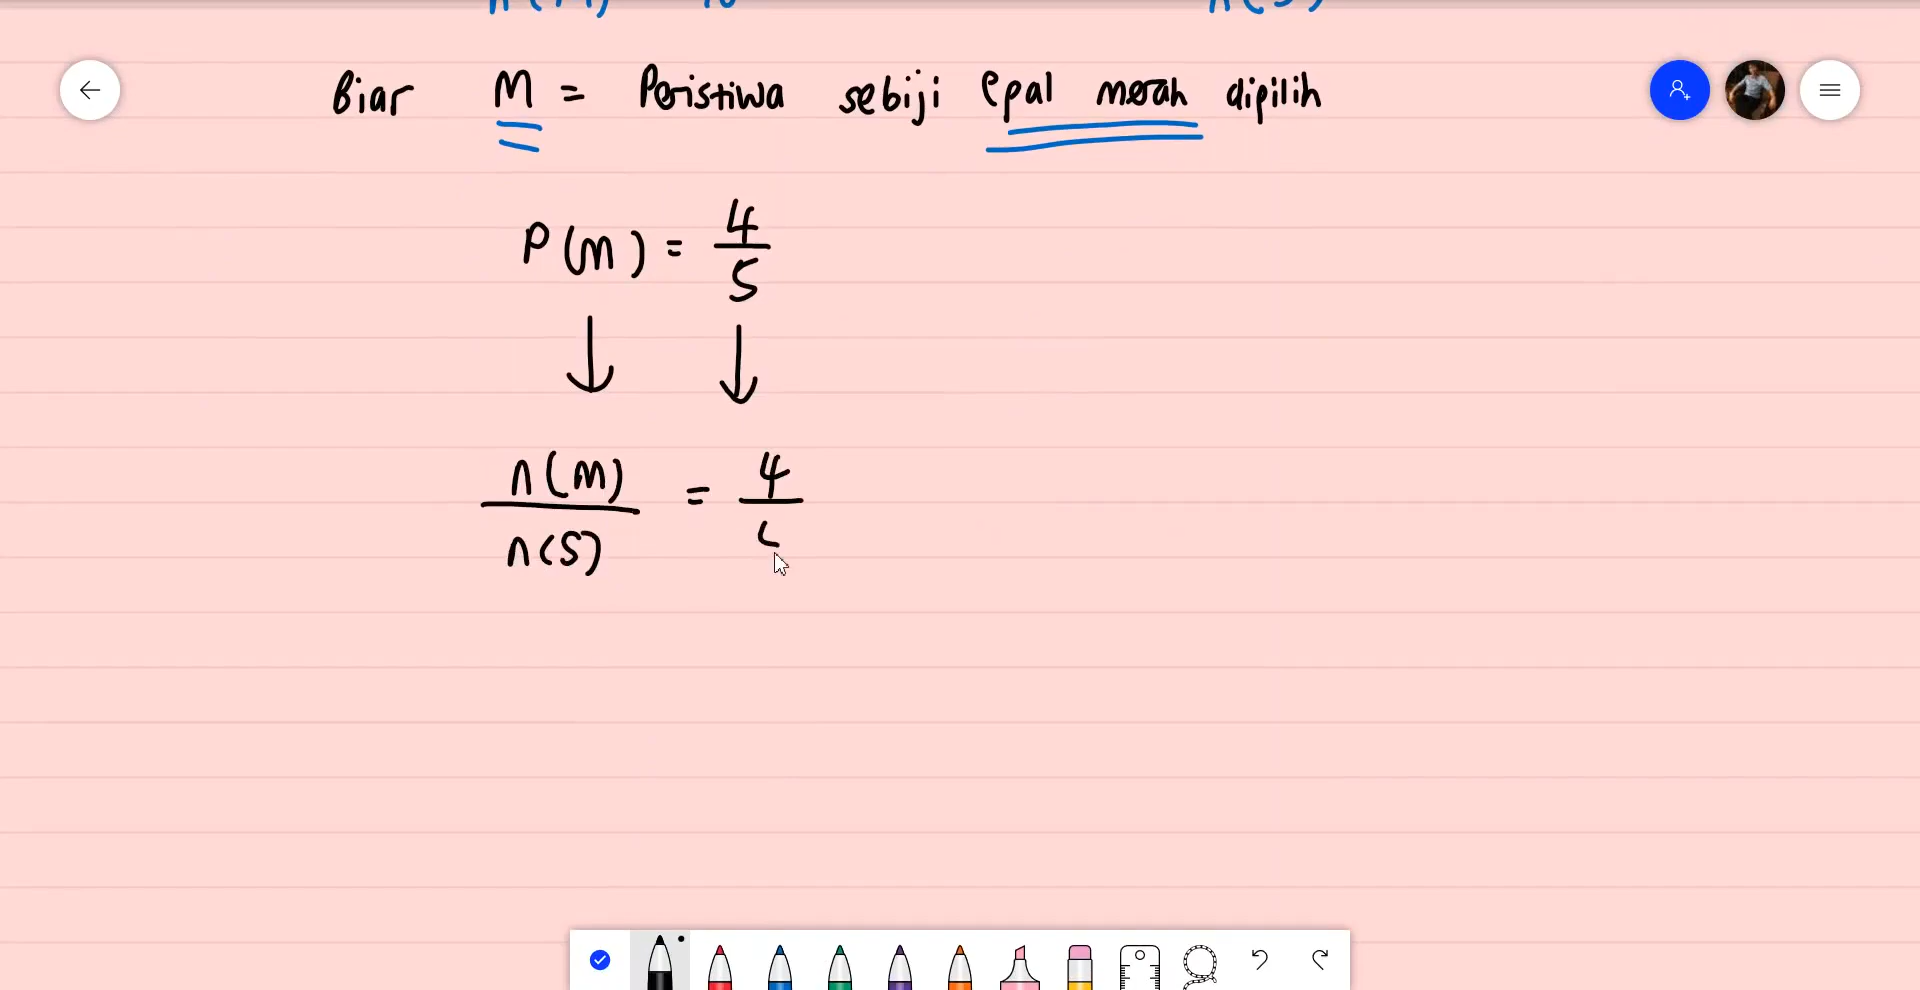 Biar M = Peristiwa sebiji epal merah dipilih
P(M) = 4/5
n(M)/n(S) = 4/